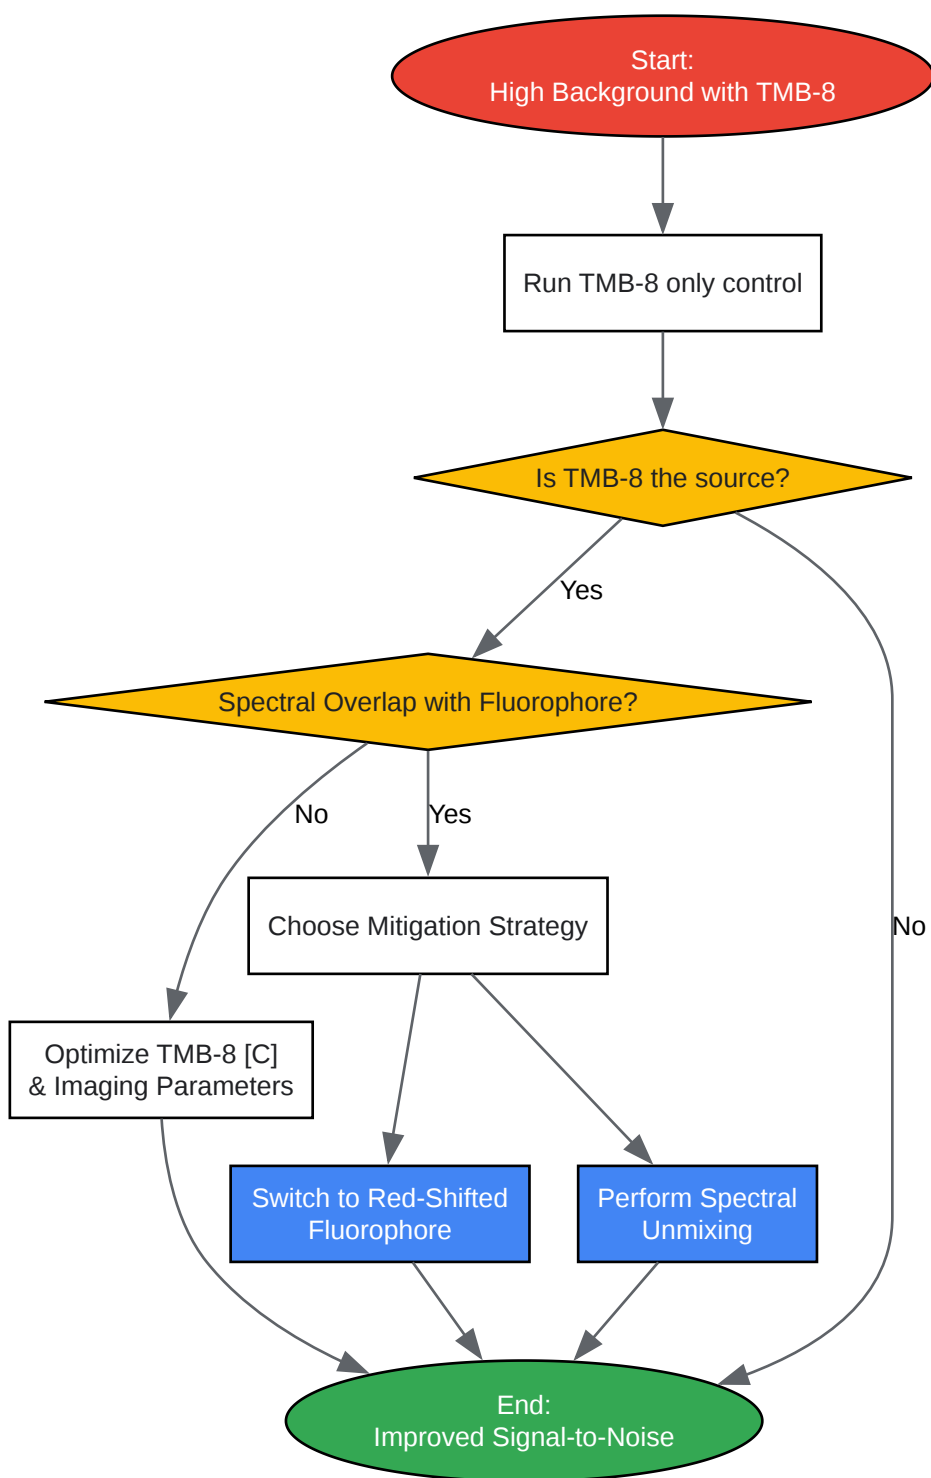 Start:
High Background with TMB-8
Run TMB-8 only control
Is TMB-8 the source?
Yes
Spectral Overlap with Fluorophore?
No
Yes
Choose Mitigation Strategy
No
Optimize TMB-8 [C]
& Imaging Parameters
Switch to Red-Shifted
Fluorophore
Perform Spectral
Unmixing
End:
Improved Signal-to-Noise